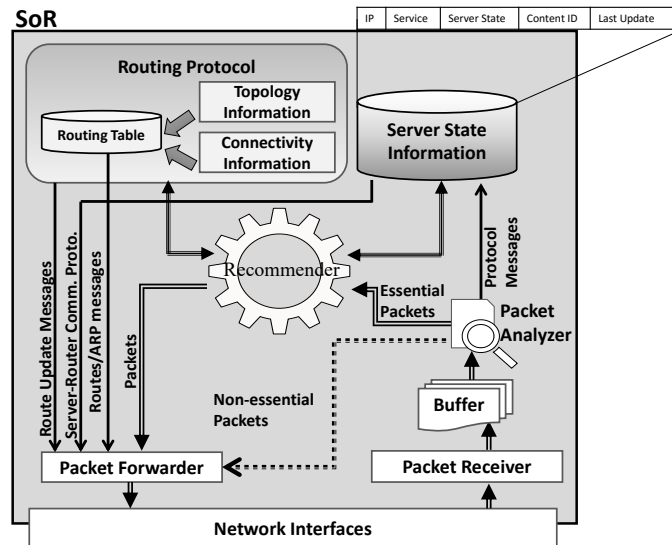 SoR
IP Service Server State Content ID Last Update
Routing Protocol
Topology
Information
Routing Table
Connectivity
Information
Server State
Information
Recommender
Route Update Messages
Server-Router Comm. Proto.
Routes/ARP messages
Packets
Essential
Packets
Protocol
Messages
Packet
Analyzer
Non-essential
Packets
Buffer
Packet Forwarder
Packet Receiver
Network Interfaces